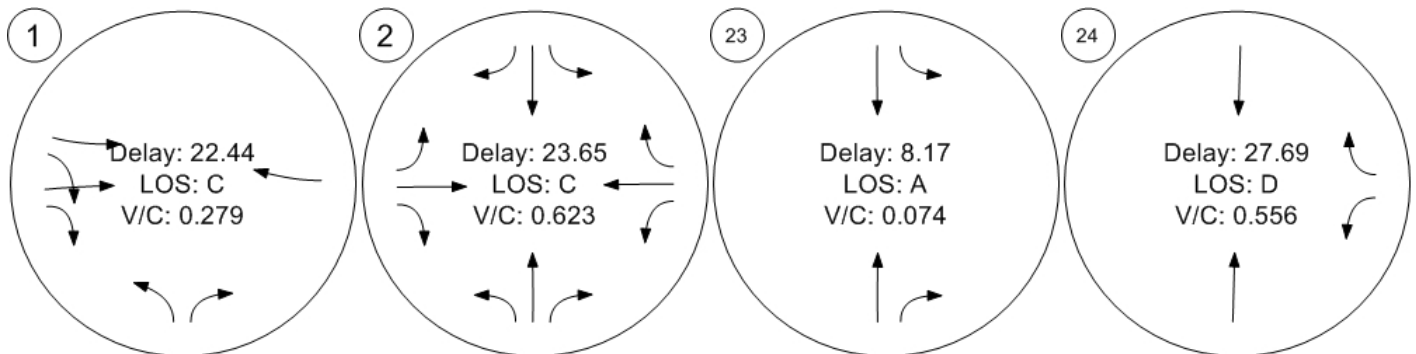 1
Delay: 22.44
LOS: C
V/C: 0.279
2
Delay: 23.65
LOS: C
V/C: 0.623
23
Delay: 8.17
LOS: A
V/C: 0.074
24
Delay: 27.69
LOS: D
V/C: 0.556